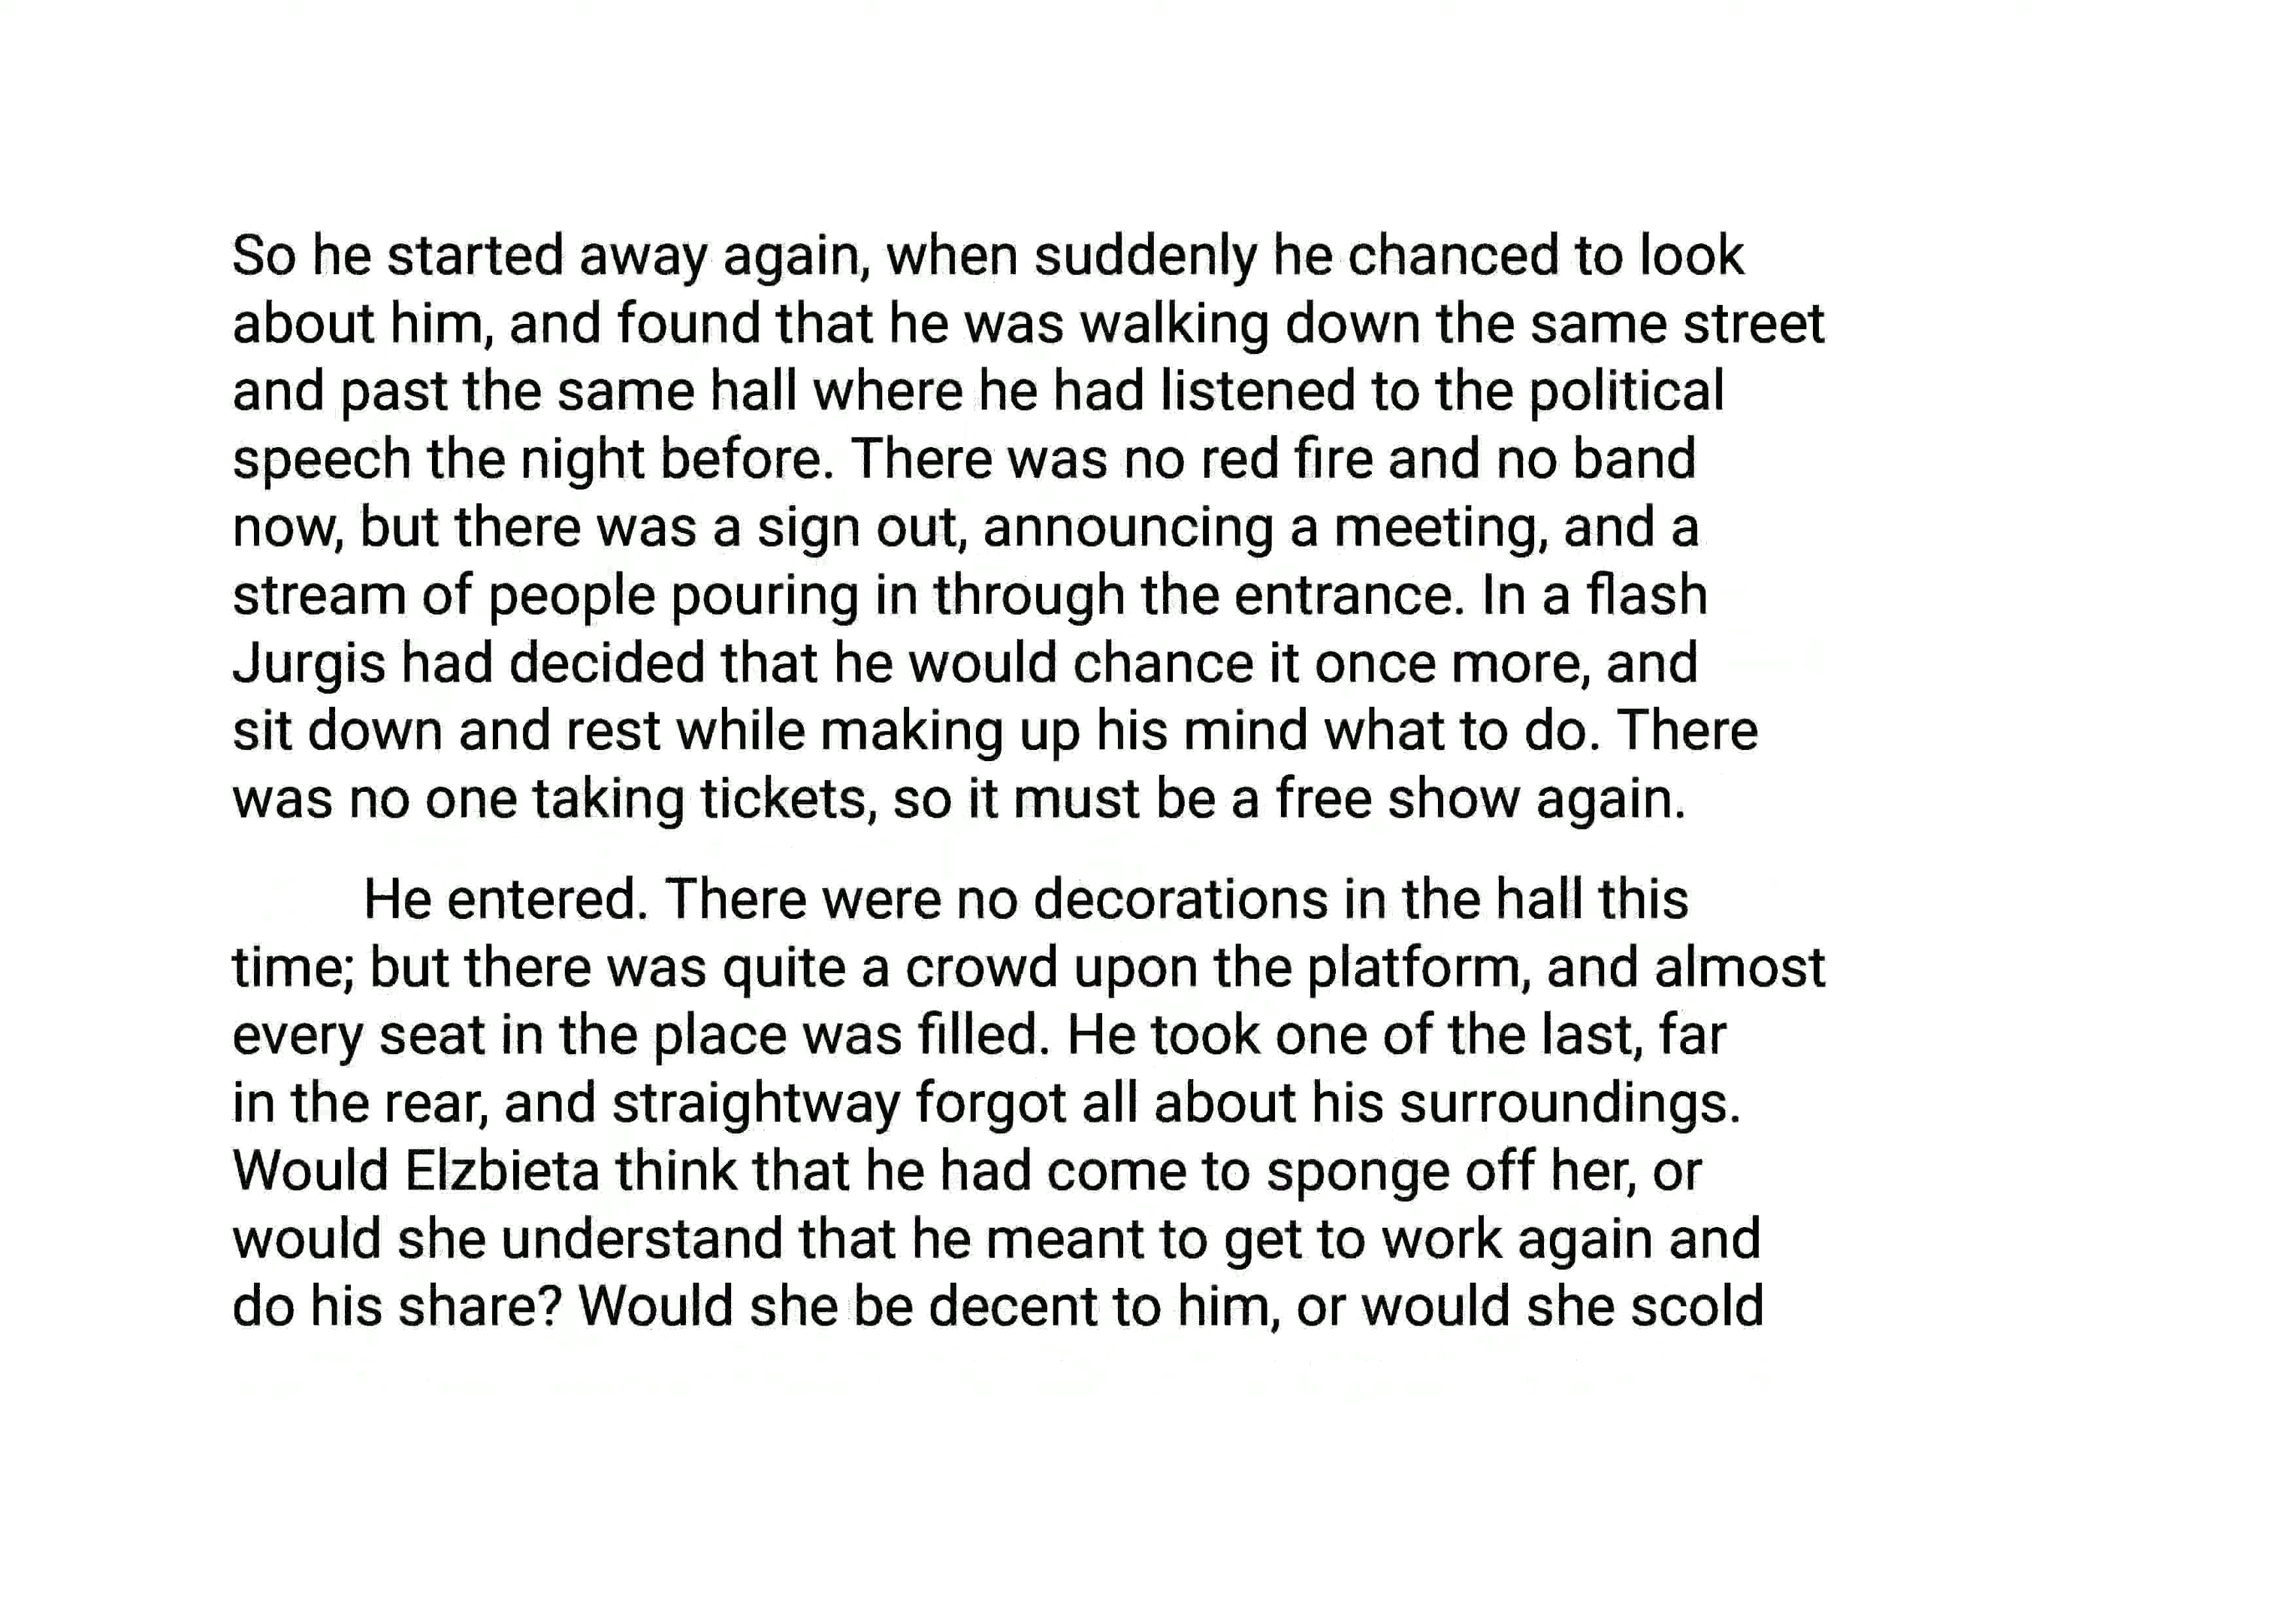 So he started away again, when suddenly he chanced to look
about him, and found that he was walking down the same street
and past the same hall where he had listened to the political
speech the night before. There was no red fire and no band
now, but there was a sign out, announcing a meeting, and a
stream of people pouring in through the entrance. In a flash
Jurgis had decided that he would chance it once more, and
sit down and rest while making up his mind what to do. There
was no one taking tickets, so it must be a free show again.
He entered. There were no decorations in the hall this
time; but there was quite a crowd upon the platform, and almost
every seat in the place was filled. He took one of the last, far
in the rear, and straightway forgot all about his surroundings.
Would Elzbieta think that he had come to sponge off her, or
would she understand that he meant to get to work again and
do his share? Would she be decent to him, or would she scold